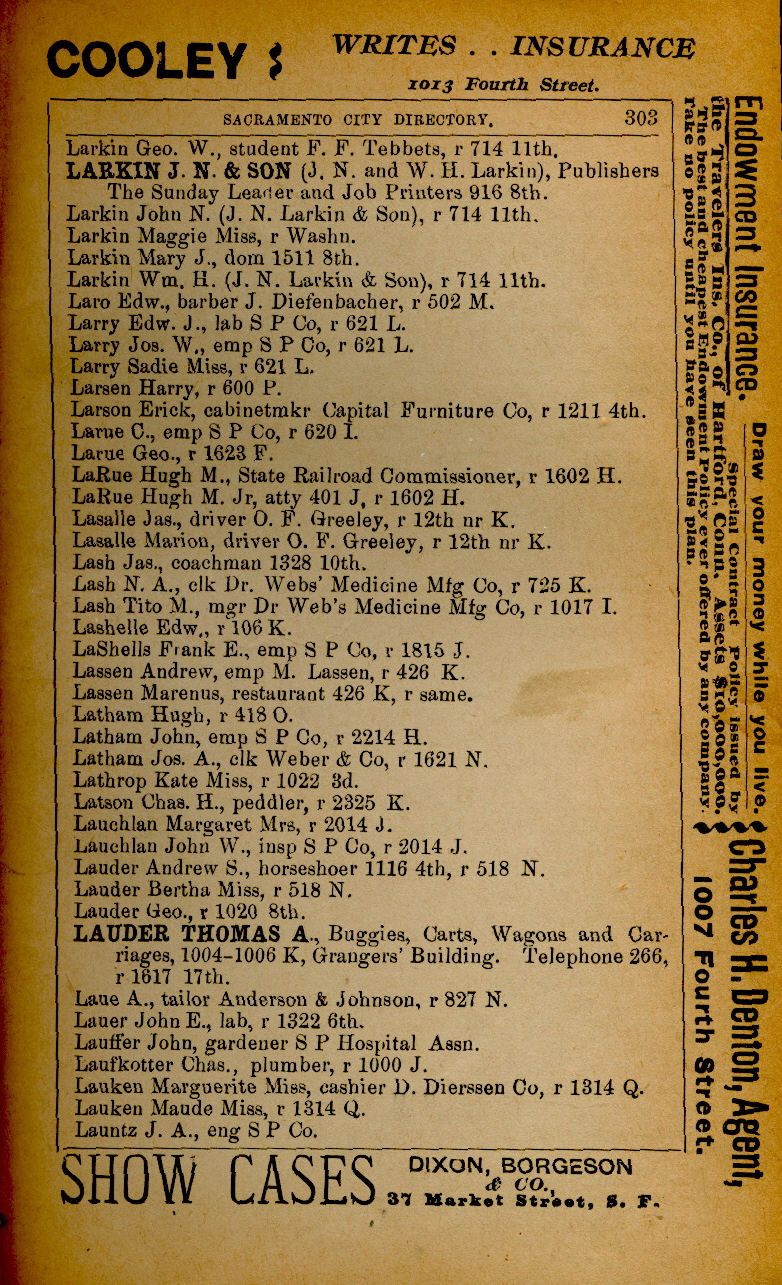 COOLEY
WRITES . . INSURANCE
1013 Fourth Street.
SACRAMENTO CITY DIRECTORY. 303
Larkin Geo. W., student F. F. Tebbets, r 714 11th.
LARKIN J. N. & SON (J. N. and W. H. Larkin), Publishers
The Sunday Leader and Job Printers 916 8th.
Larkin John N. (J. N. Larkin & Son), r 714 11th.
Larkin Maggie Miss, r Washn.
Larkin Mary J., dom 1511 8th.
Larkin Wm. H. (J. N. Larkin & Son), r 714 11th.
Laro Edw., barber J. Diefenbacher, r 502 M.
Larry Edw. J., lab S P Co, r 621 L.
Larry Jos. W., emp S P Co, r 621 L.
Larry Sadie Miss, r 621 L.
Larsen Harry, r 600 P.
Larson Erick, cabinetmkr Capital Furniture Co, r 1211 4th.
Larue C., emp S P Co, r 620 I.
Larue Geo., r 1623 F.
LaRue Hugh M., State Railroad Commissioner, r 1602 H.
LaRue Hugh M. Jr, atty 401 J, r 1602 H.
Lasalle Jas., driver O. F. Greeley, r 12th nr K.
Lasalle Marion, driver O. F. Greeley, r 12th nr K.
Lash Jas., coachman 1328 10th.
Lash N. A., clk Dr. Webs' Medicine Mfg Co, r 725 K.
Lash Tito M., mgr Dr Web's Medicine Mfg Co, r 1017 I.
Lashelle Edw., r 106 K.
LaShells Frank E., emp S P Co, r 1815 J.
Lassen Andrew, emp M. Lassen, r 426 K.
Lassen Marenus, restaurant 426 K, r same.
Latham Hugh, r 418 O.
Latham John, emp S P Co, r 2214 H.
Latham Jos. A., clk Weber & Co, r 1621 N.
Lathrop Kate Miss, r 1022 3d.
Latson Chas. H., peddler, r 2325 K.
Lauchlan Margaret Mrs, r 2014 J.
Lauchlan John W., insp S P Co, r 2014 J.
Lauder Andrew S., horseshoer 1116 4th, r 518 N.
Lauder Bertha Miss, r 518 N.
Lauder Geo., r 1020 8th.
LAUDER THOMAS A., Buggies, Carts, Wagons and Car-
riages, 1004-1006 K, Grangers' Building. Telephone 266,
r 1617 17th.
Laue A., tailor Anderson & Johnson, r 827 N.
Lauer John E., lab, r 1322 6th.
Lauffer John, gardener S P Hospital Assn.
Laufkotter Chas., plumber, r 1000 J.
Lauken Marguerite Miss, cashier D. Dierssen Co, r 1314 Q.
Lauken Maude Miss, r 1314 Q.
Launtz J. A., eng S P Co.
SHOW CASES
DIXON, BORGESON
& CO.,
37 Market Street, S. F.
Endowment Insurance.
Draw your money while you live.
Special Contract Policy issued by
the Travelers Ins. Co., of Hartford, Conn. Assets $10,000,000.
The best and cheapest Endowment Policy ever offered by any company.
Take no policy until you have seen this plan.
Charles H. Denton, Agent,
1007 Fourth Street.